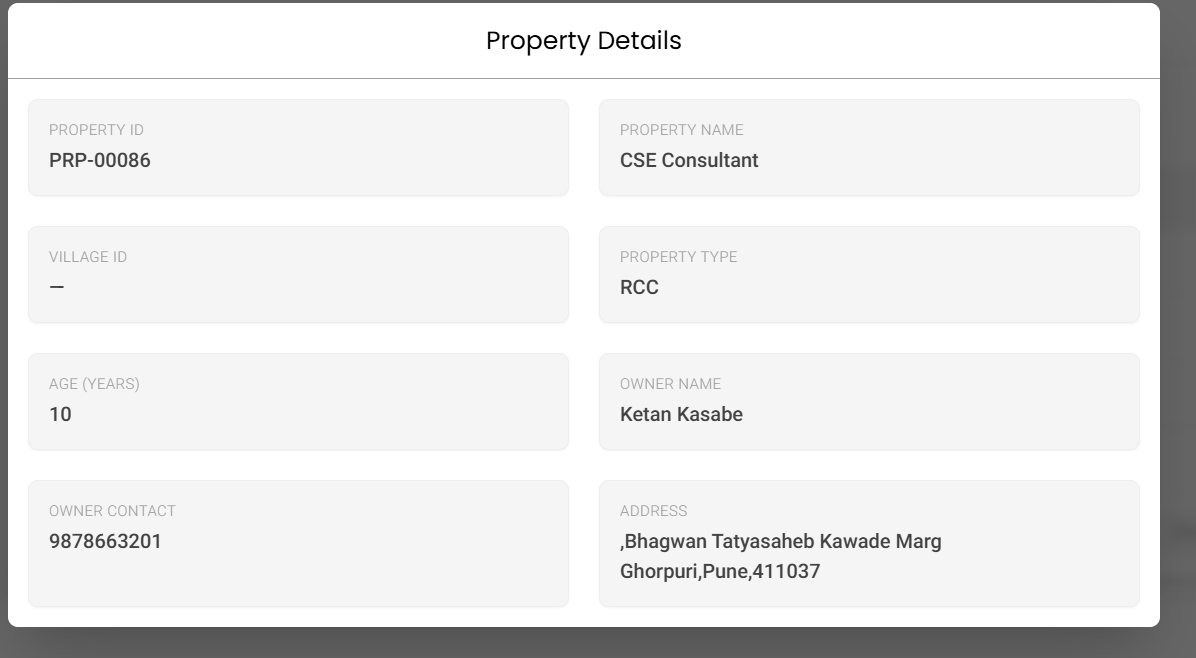 Property Details
PROPERTY ID
PRP-00086
PROPERTY NAME
CSE Consultant
VILLAGE ID
—
PROPERTY TYPE
RCC
AGE (YEARS)
10
OWNER NAME
Ketan Kasabe
OWNER CONTACT
9878663201
ADDRESS
,Bhagwan Tatyasaheb Kawade Marg
Ghorpuri,Pune,411037